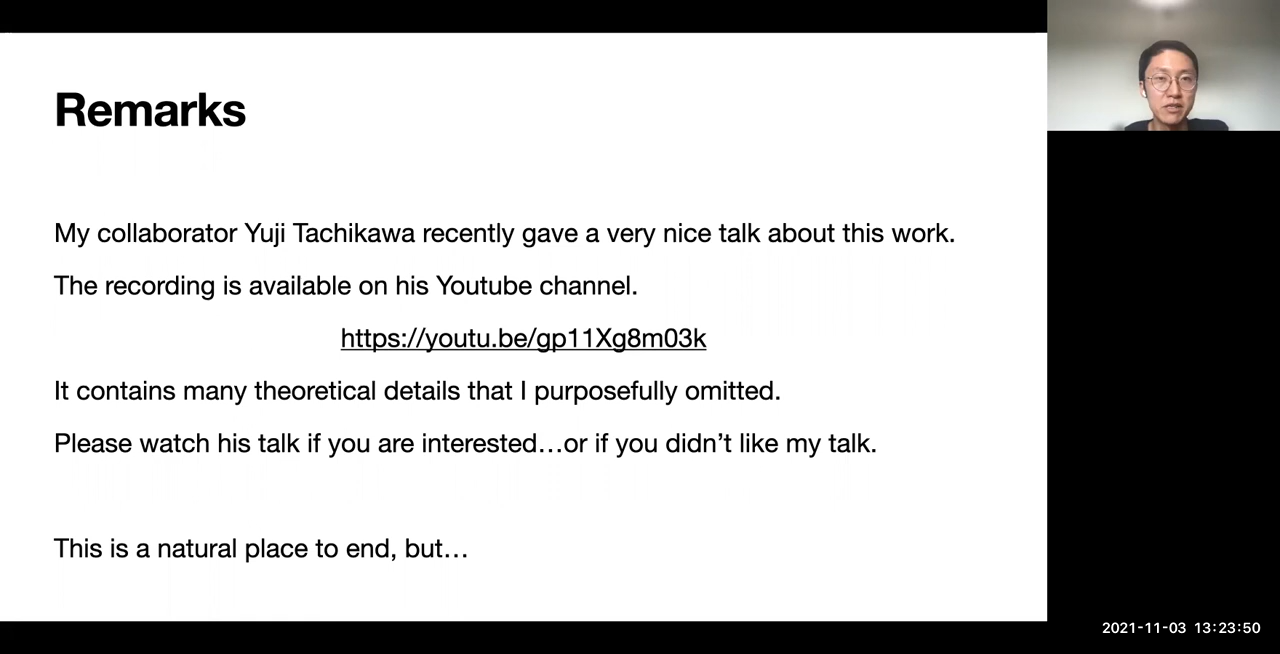 Remarks
My collaborator Yuji Tachikawa recently gave a very nice talk about this work.
The recording is available on his Youtube channel.
https://youtu.be/gp11Xg8m03k
It contains many theoretical details that I purposefully omitted.
Please watch his talk if you are interested…or if you didn’t like my talk.
This is a natural place to end, but…
2021-11-03 13:23:50